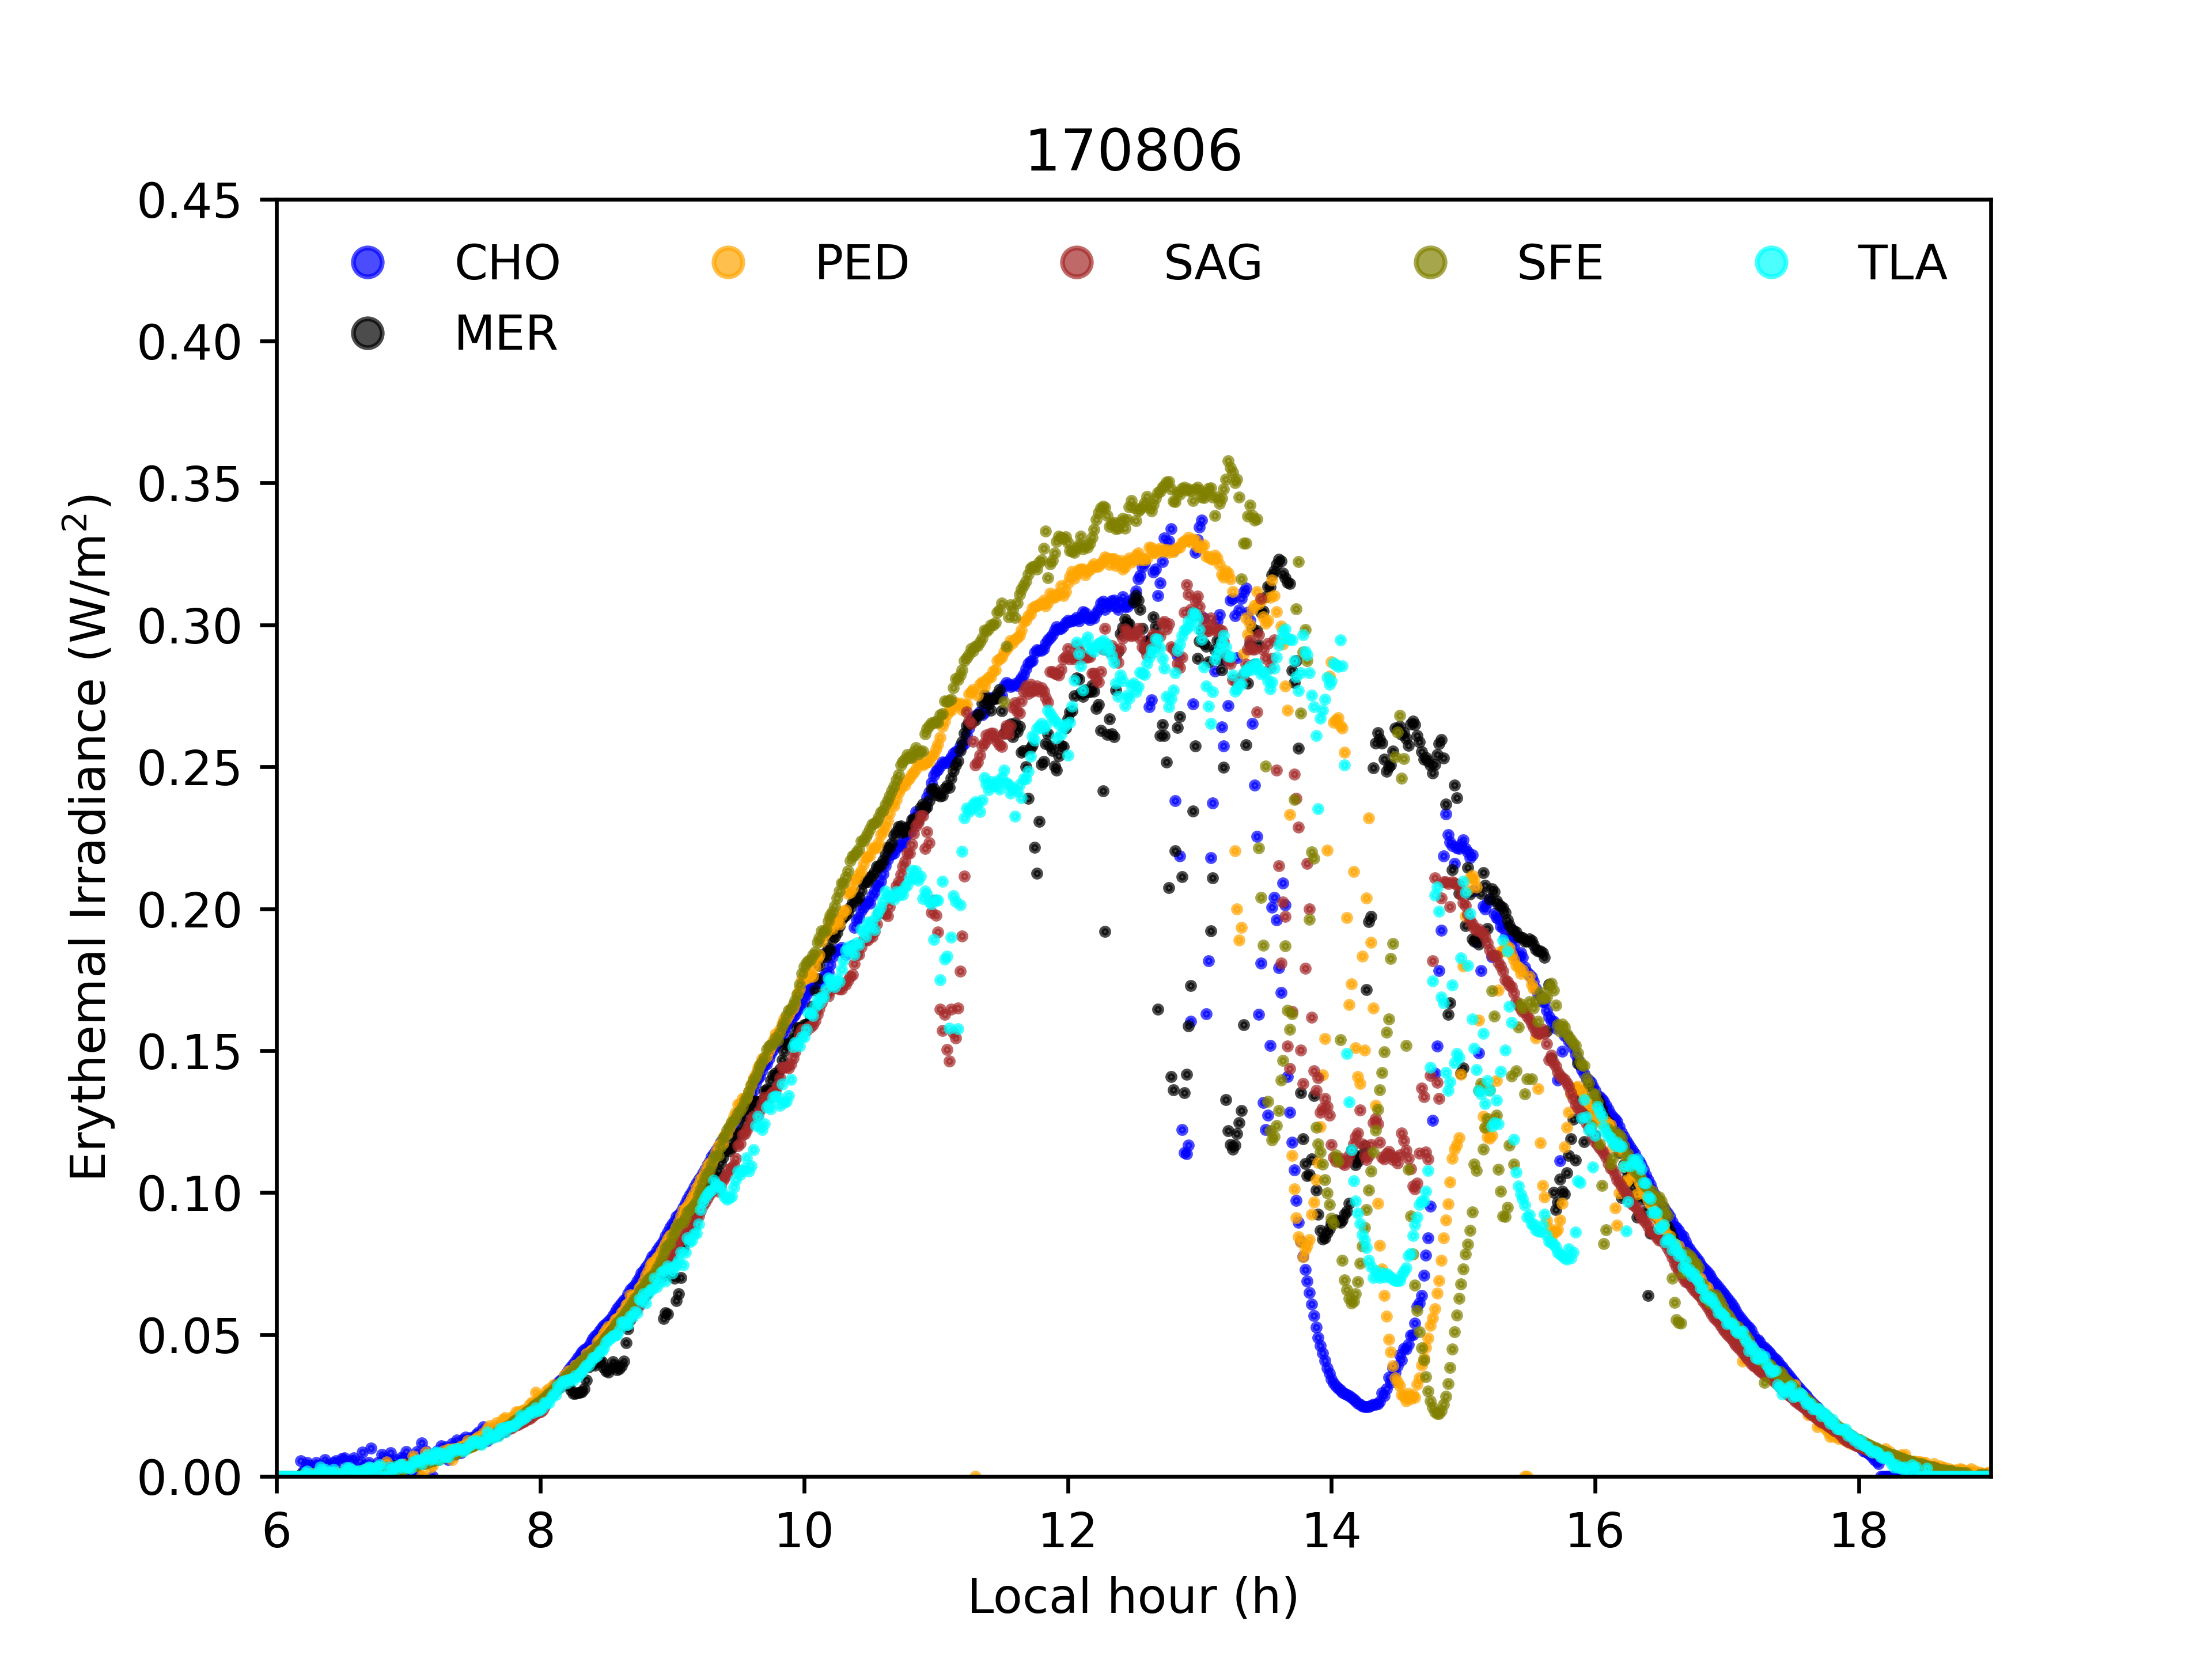 170806
CHO PED SAG SFE TLA
MER
0.45
0.40
0.35
0.30
0.25
0.20
0.15
0.10
0.05
0.00
Erythemal Irradiance (W/m²)
6 8 10 12 14 16 18
Local hour (h)